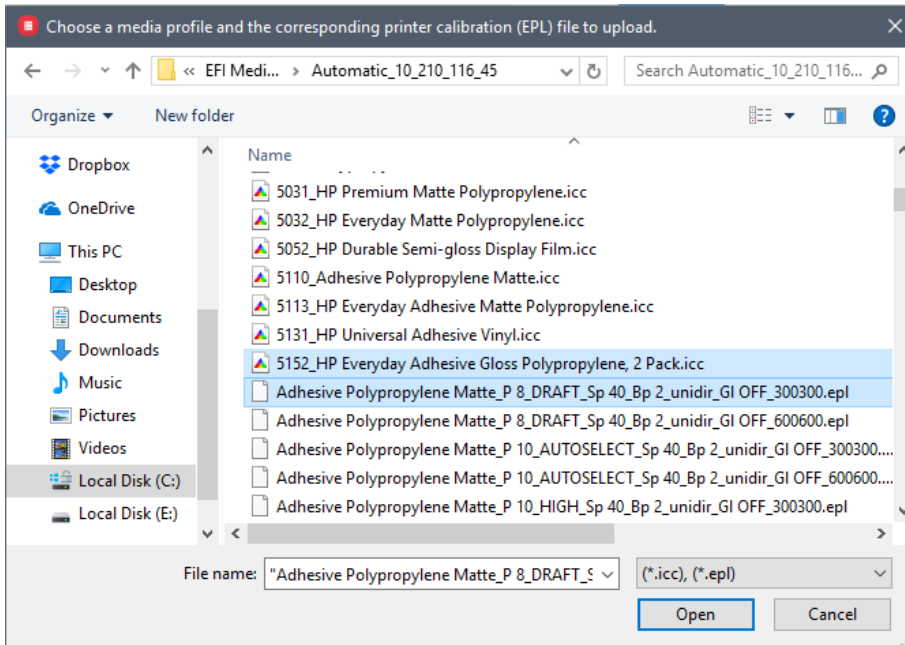 Choose a media profile and the corresponding printer calibration (EPL) file to upload.
« EFI Medi... > Automatic_10_210_116_45
Search Automatic_10_210_116...
Organize
New folder
?
Dropbox
OneDrive
This PC
Desktop
Documents
Downloads
Music
Pictures
Videos
Local Disk (C:)
Local Disk (E:)
Name
5031_HP Premium Matte Polypropylene.icc
5032_HP Everyday Matte Polypropylene.icc
5052_HP Durable Semi-gloss Display Film.icc
5110_Adhesive Polypropylene Matte.icc
5113_HP Everyday Adhesive Matte Polypropylene.icc
5131_HP Universal Adhesive Vinyl.icc
5152_HP Everyday Adhesive Gloss Polypropylene, 2 Pack.icc
Adhesive Polypropylene Matte_P 8_DRAFT_Sp 40_Bp 2_unidir_GI OFF_300300.epl
Adhesive Polypropylene Matte_P 8_DRAFT_Sp 40_Bp 2_unidir_GI OFF_600600.epl
Adhesive Polypropylene Matte_P 10_AUTOSELECT_Sp 40_Bp 2_unidir_GI OFF_300300....
Adhesive Polypropylene Matte_P 10_AUTOSELECT_Sp 40_Bp 2_unidir_GI OFF_600600....
Adhesive Polypropylene Matte_P 10_HIGH_Sp 40_Bp 2_unidir_GI OFF_300300.epl
File name: "Adhesive Polypropylene Matte_P 8_DRAFT_S
(*.icc), (*.epl)
Open
Cancel